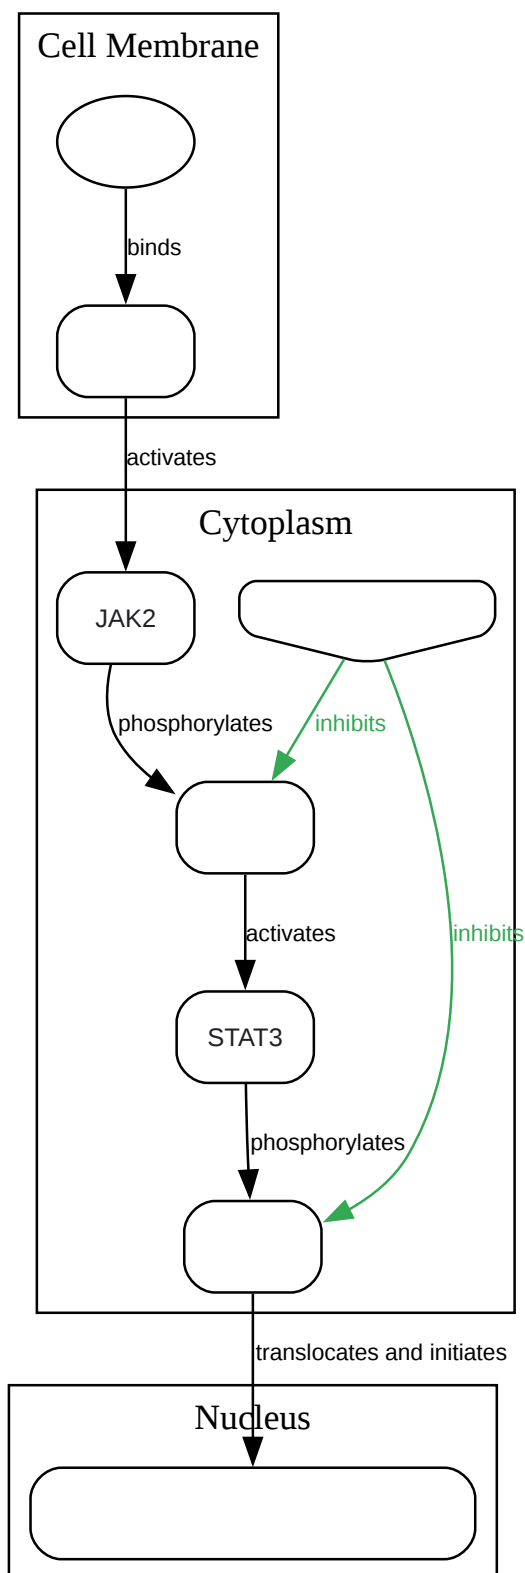 Cell Membrane
binds
activates
Cytoplasm
JAK2
phosphorylates
inhibits
activates
inhibits
STAT3
phosphorylates
translocates and initiates
Nucleus